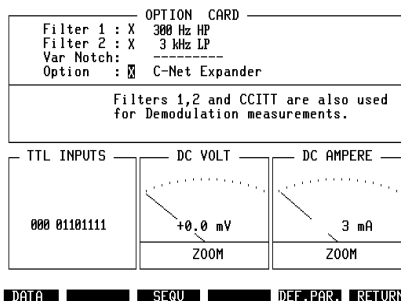 OPTION CARD
Filter 1 : X 300 Hz HP
Filter 2 : X 3 kHz LP
Var Notch: ---------
Option : X C-Net Expander
Filters 1,2 and CCITT are also used
for Demodulation measurements.
TTL INPUTS DC VOLT DC AMPERE
000 01101111 +0.0 mV 3 mA
ZOOM ZOOM
DATA SEQU DEF.PAR. RETURN